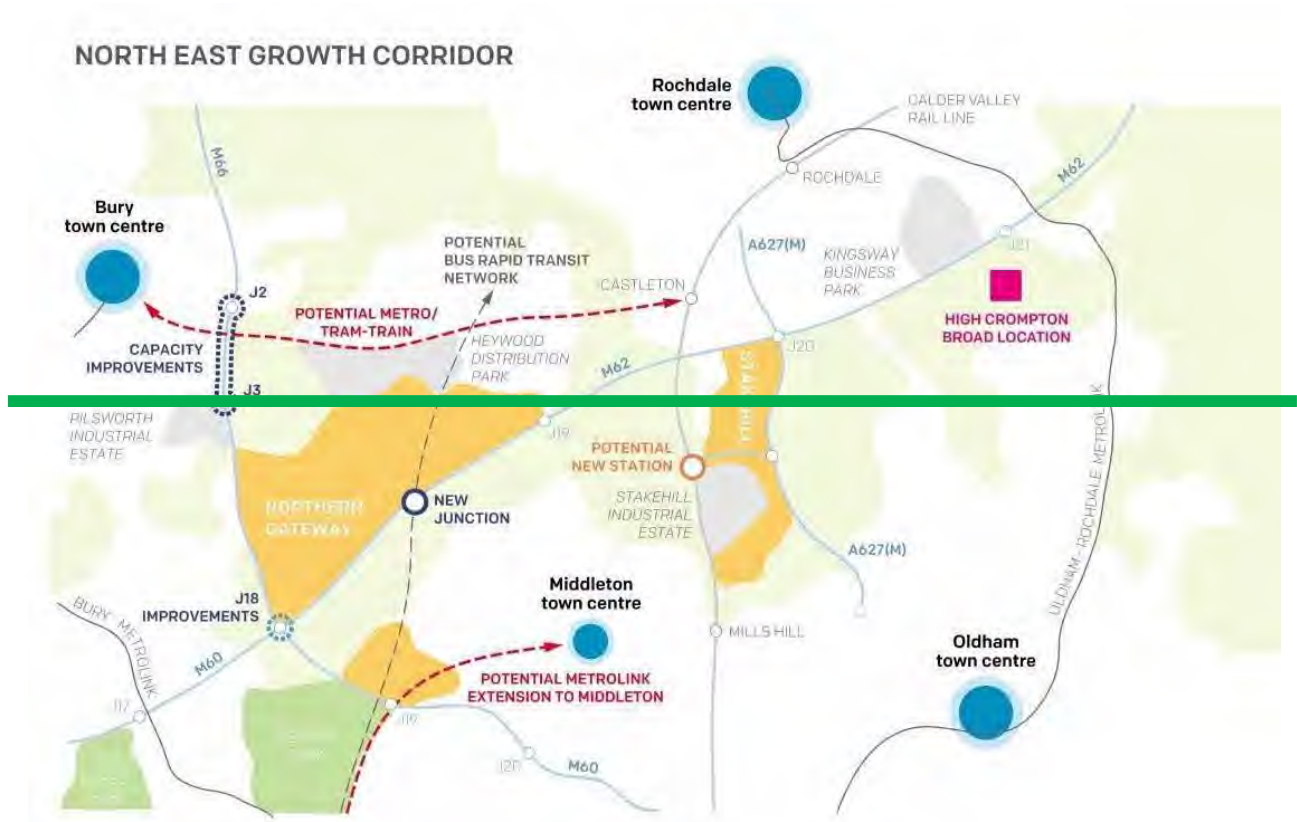 NORTH EAST GROWTH CORRIDOR
Rochdale
town centre
CALDER VALLEY
RAIL LINE
M66
M62
ROCHDALE
Bury
town centre
POTENTIAL
BUS RAPID TRANSIT
NETWORK
A627(M)
KINGSWAY
BUSINESS
PARK
J21
CASTLETON
J2
POTENTIAL METRO/
TRAM-TRAIN
HIGH CROMPTON
BROAD LOCATION
CAPACITY
IMPROVEMENTS
HEYWOOD
DISTRIBUTION
PARK
J20
M62
J3
PILSWORTH
INDUSTRIAL
ESTATE
J19
POTENTIAL
NEW STATION
NORTHERN
GATEWAY
NEW
JUNCTION
STAKEHILL
INDUSTRIAL
ESTATE
A627(M)
OLDHAM - ROCHDALE METROLINK
Middleton
town centre
J18
IMPROVEMENTS
BURY METROLINK
MILLS HILL
Oldham
town centre
M60
POTENTIAL METROLINK
EXTENSION TO MIDDLETON
J17
J19
J20
M60